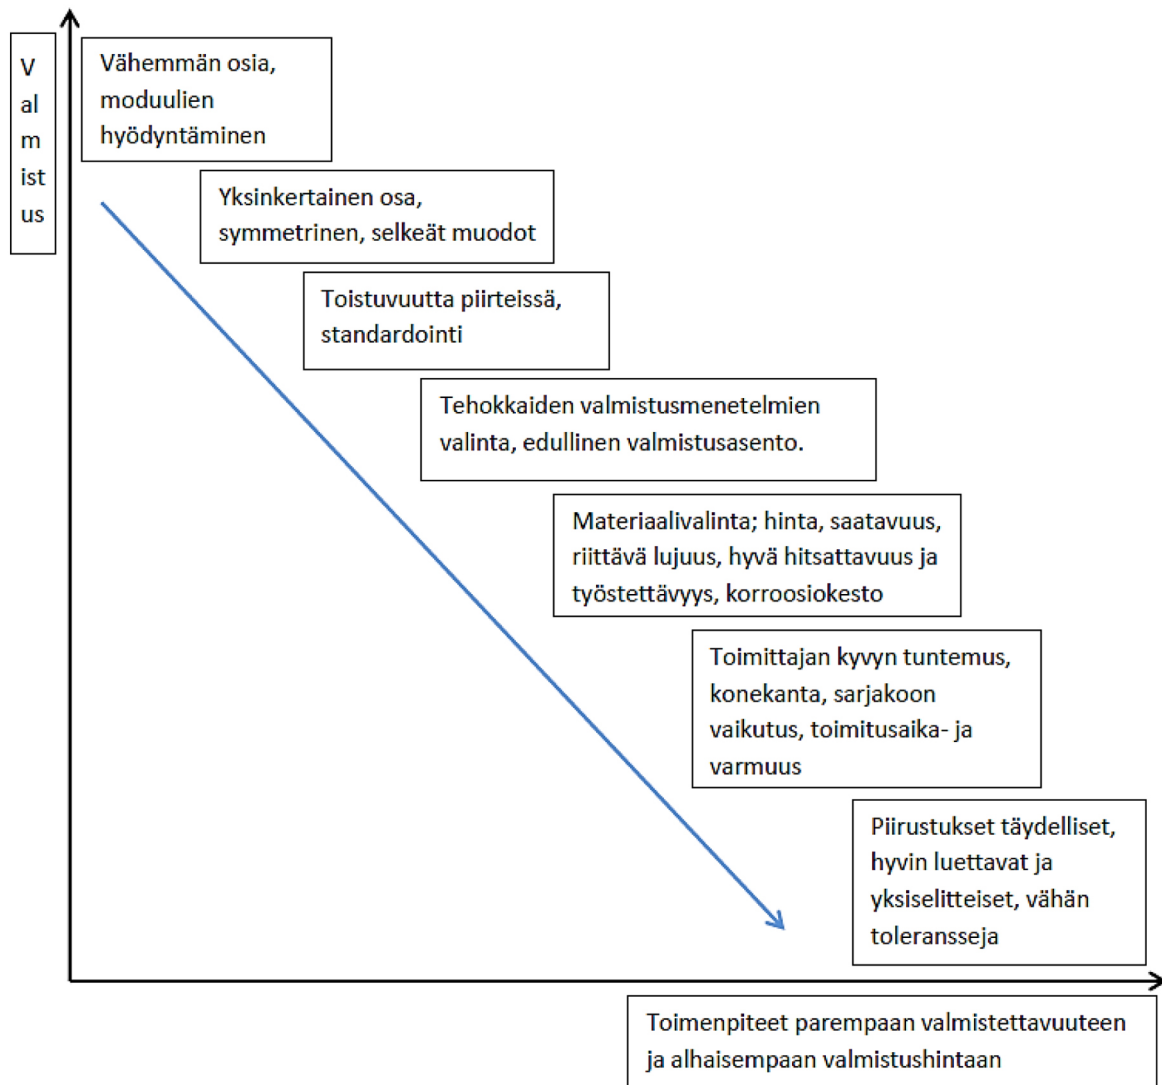 V
al
m
ist
us
Vähemmän osia,
moduulien
hyödyntäminen
Yksinkertainen osa,
symmetrinen, selkeät muodot
Toistuvuutta piirteissä,
standardointi
Tehokkaiden valmistusmenetelmien
valinta, edullinen valmistusasento.
Materiaalivalinta; hinta, saatavuus,
riittävä lujuus, hyvä hitsattavuus ja
työstettävyys, korroosiokesto
Toimittajan kyvyn tuntemus,
konekanta, sarjakoon
vaikutus, toimitusaika- ja
varmuus
Piirustukset täydelliset,
hyvin luettavat ja
yksiselitteiset, vähän
toleransseja
Toimenpiteet parempaan valmistettavuuteen
ja alhaisempaan valmistushintaan